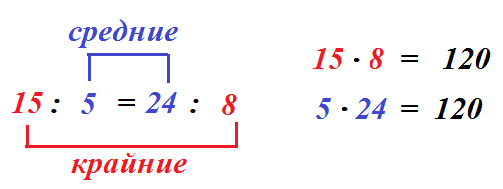 средние
15 : 5 = 24 : 8
крайние
15 · 8 = 120
5 · 24 = 120